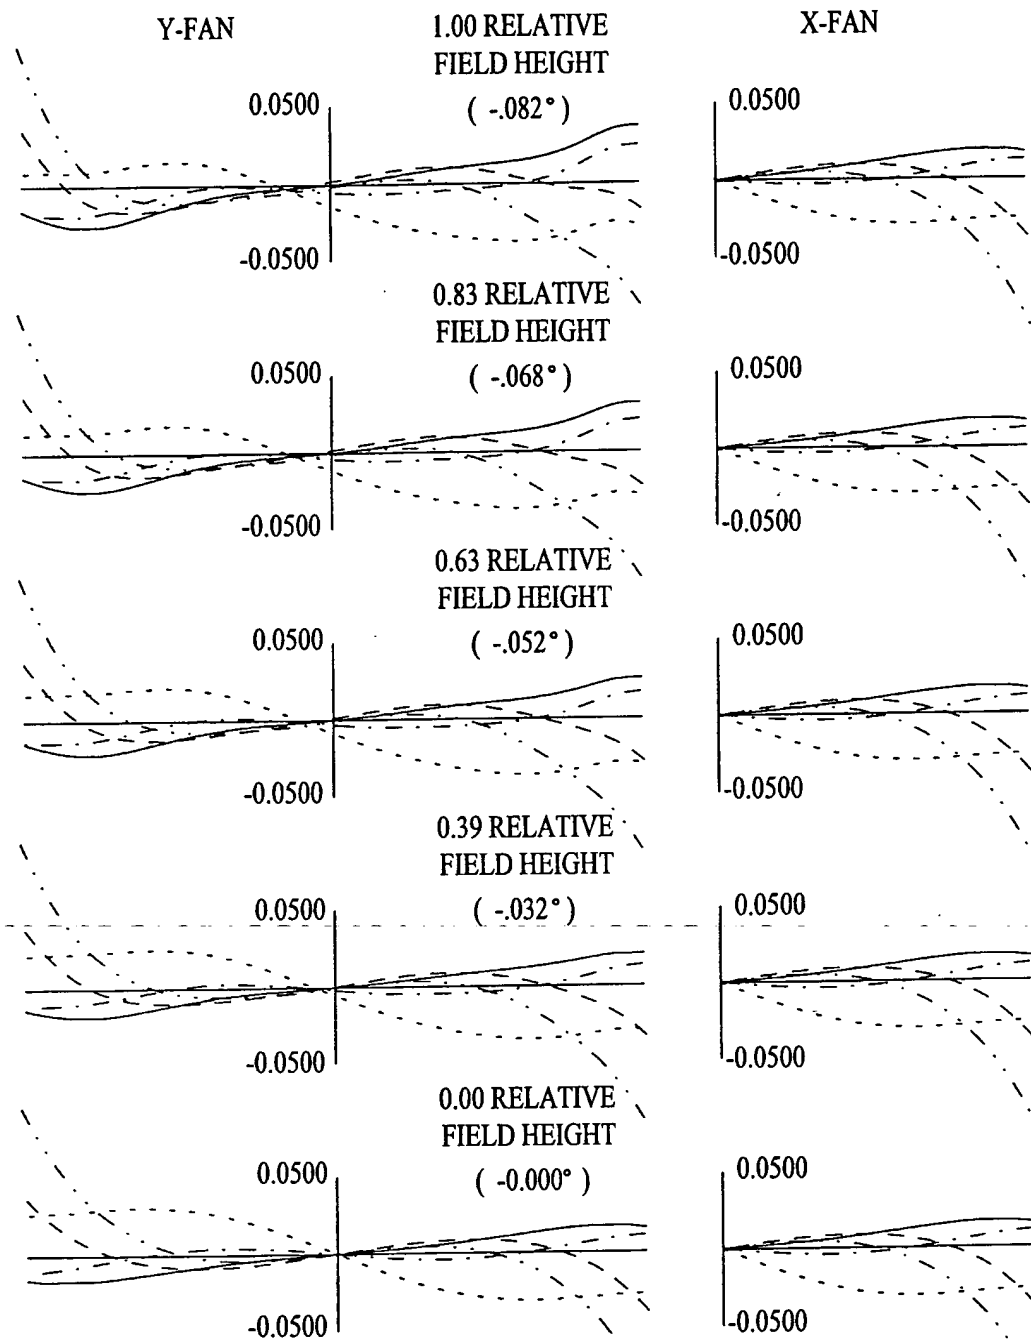 Y-FAN
1.00 RELATIVE
FIELD HEIGHT
( -.082° )
X-FAN
0.0500
0.0500
-0.0500
-0.0500
0.83 RELATIVE
FIELD HEIGHT
( -.068° )
0.0500
0.0500
-0.0500
-0.0500
0.63 RELATIVE
FIELD HEIGHT
( -.052° )
0.0500
0.0500
-0.0500
-0.0500
0.39 RELATIVE
FIELD HEIGHT
( -.032° )
0.0500
0.0500
-0.0500
-0.0500
0.00 RELATIVE
FIELD HEIGHT
( -0.000° )
0.0500
0.0500
-0.0500
-0.0500